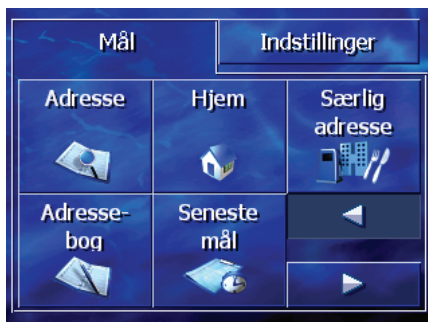 Mål
Indstillinger
Adresse
Hjem
Særlig
adresse
Adresse-
bog
Seneste
mål